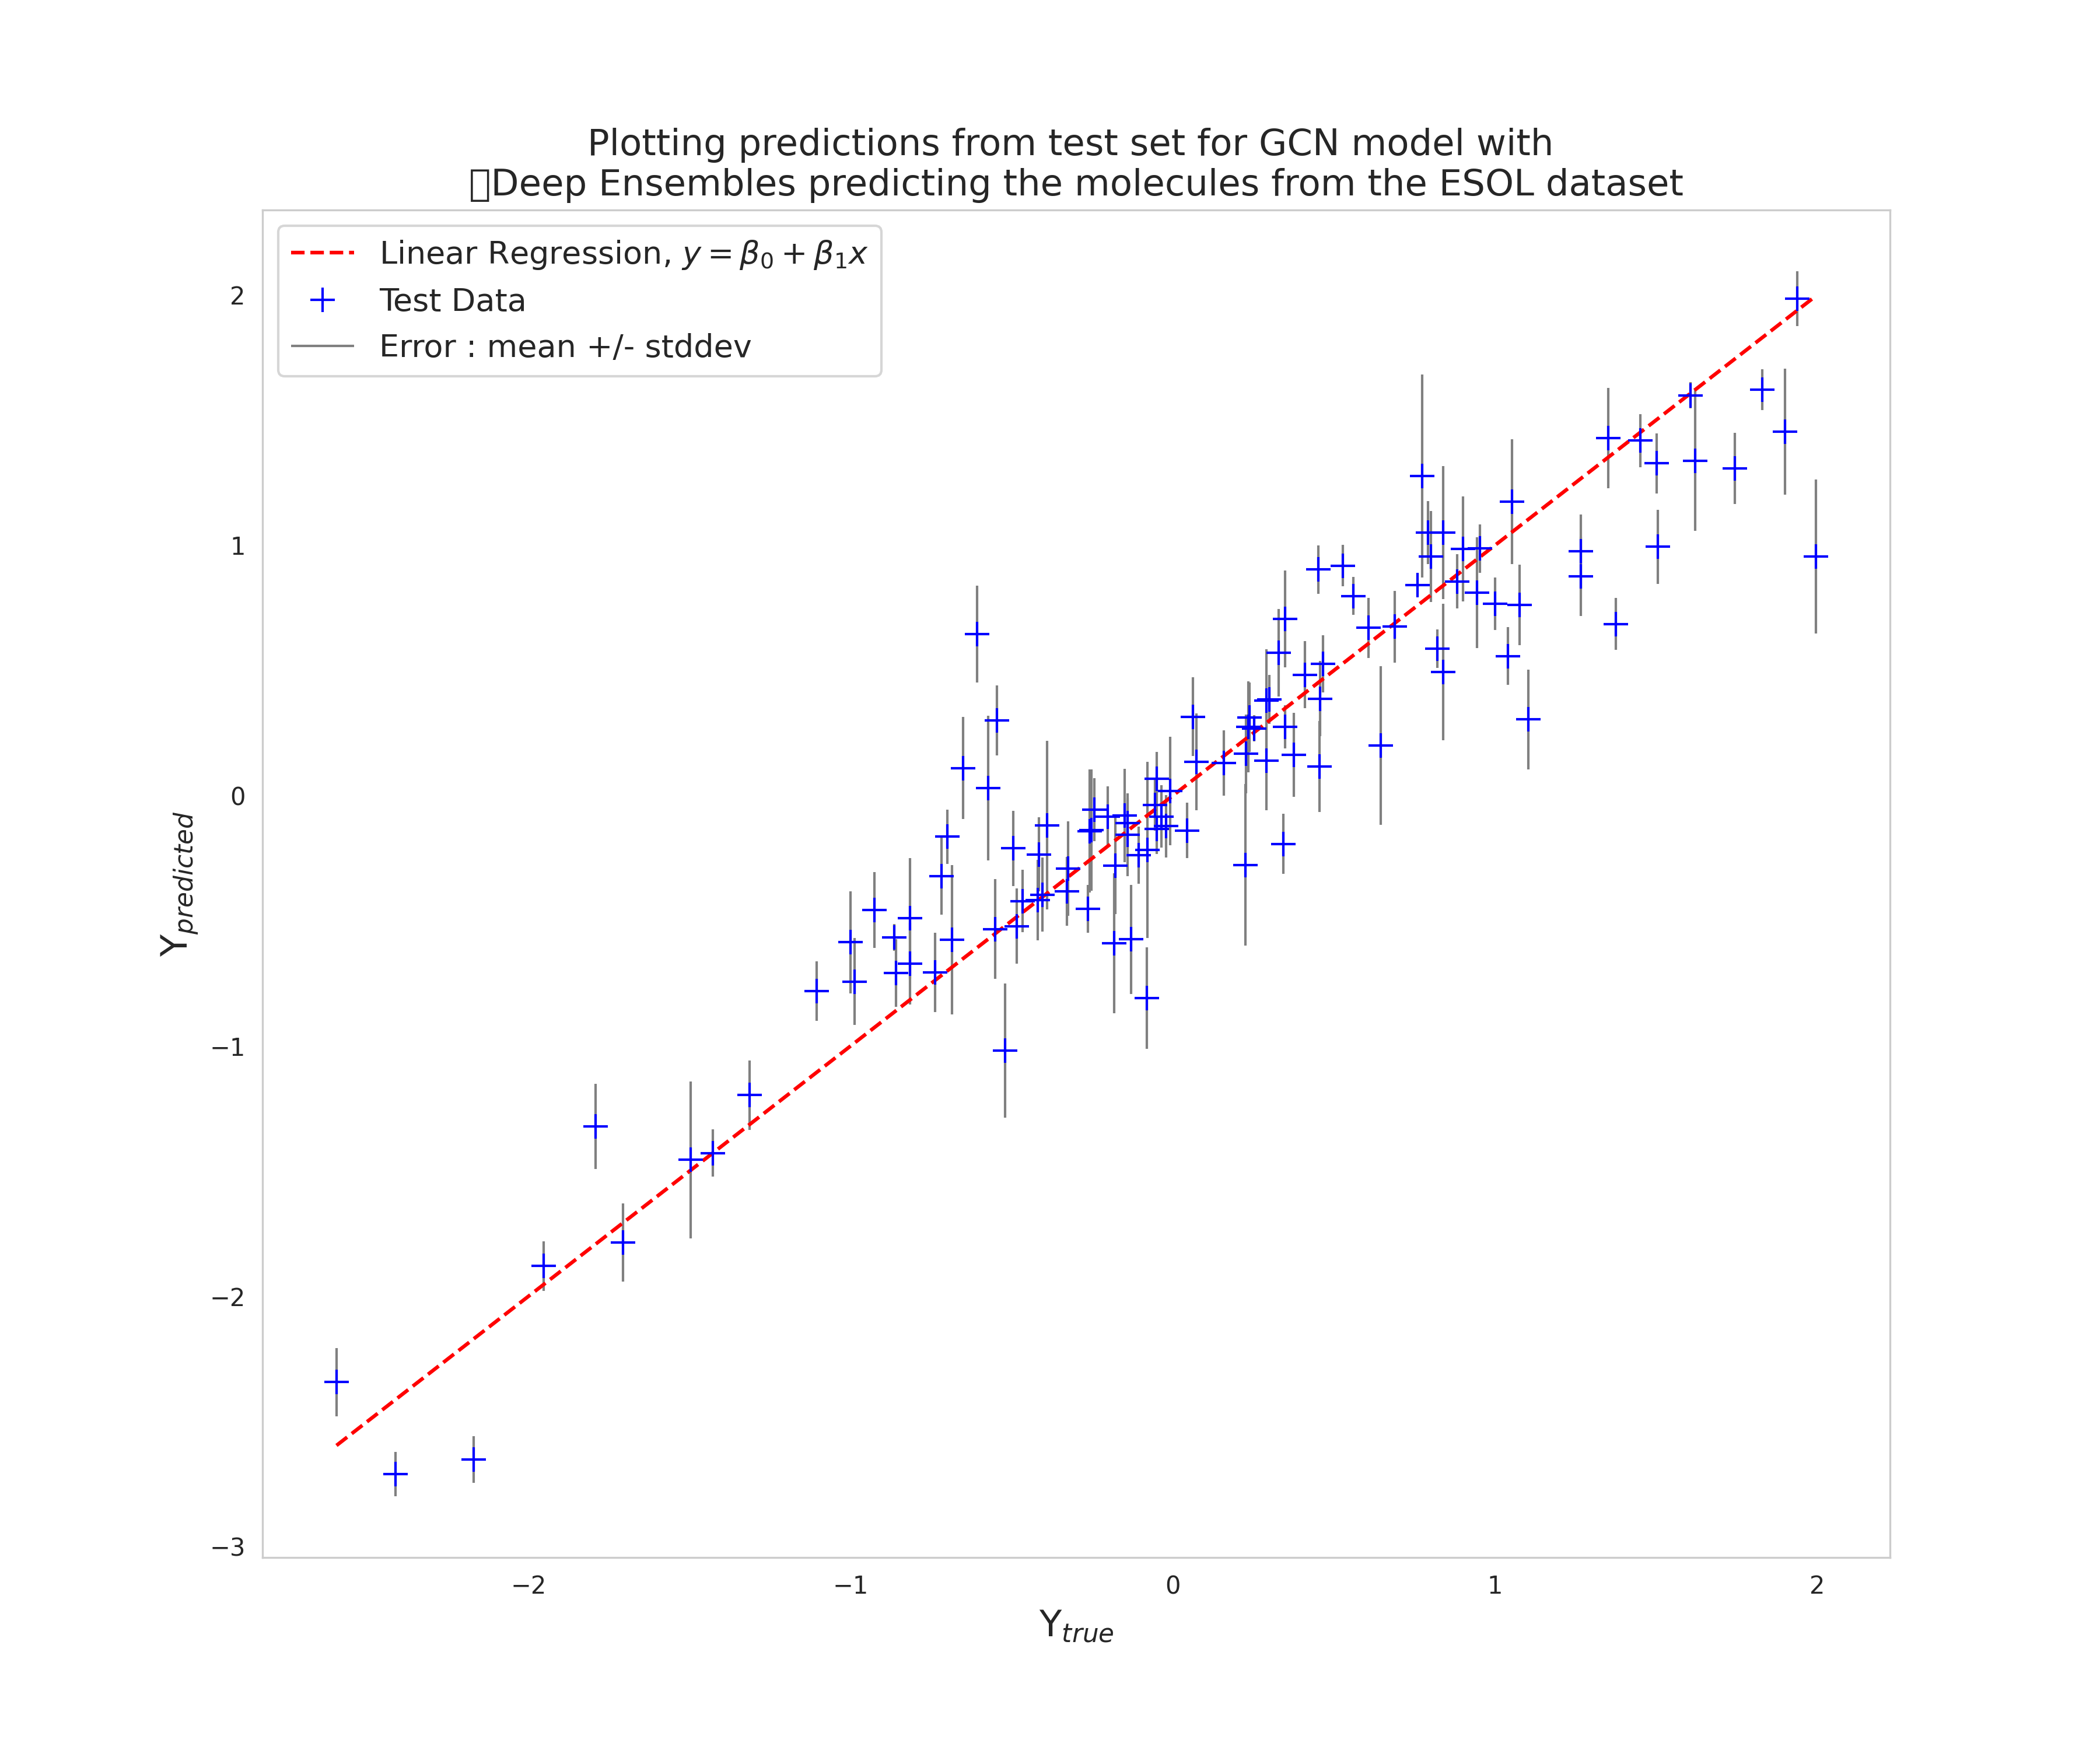 Plotting predictions from test set for GCN model with
Deep Ensembles predicting the molecules from the ESOL dataset
Linear Regression, y = β₀ + β₁x
Test Data
Error : mean +/- stddev
2
1
0
−1
−2
−3
Y_predicted
−2 −1 0 1 2
Y_true